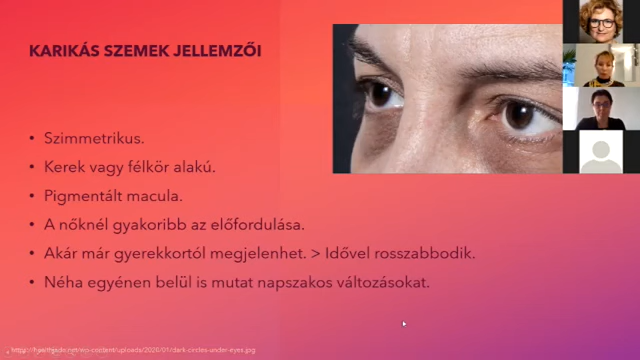 KARIKÁS SZEMEK JELLEMZŐI
• Szimmetrikus.
• Kerek vagy félkör alakú.
• Pigmentált macula.
• A nőknél gyakoribb az előfordulása.
• Akár már gyerekkortól megjelenhet. > Idővel rosszabbodik.
• Néha egyénen belül is mutat napszakos változásokat.